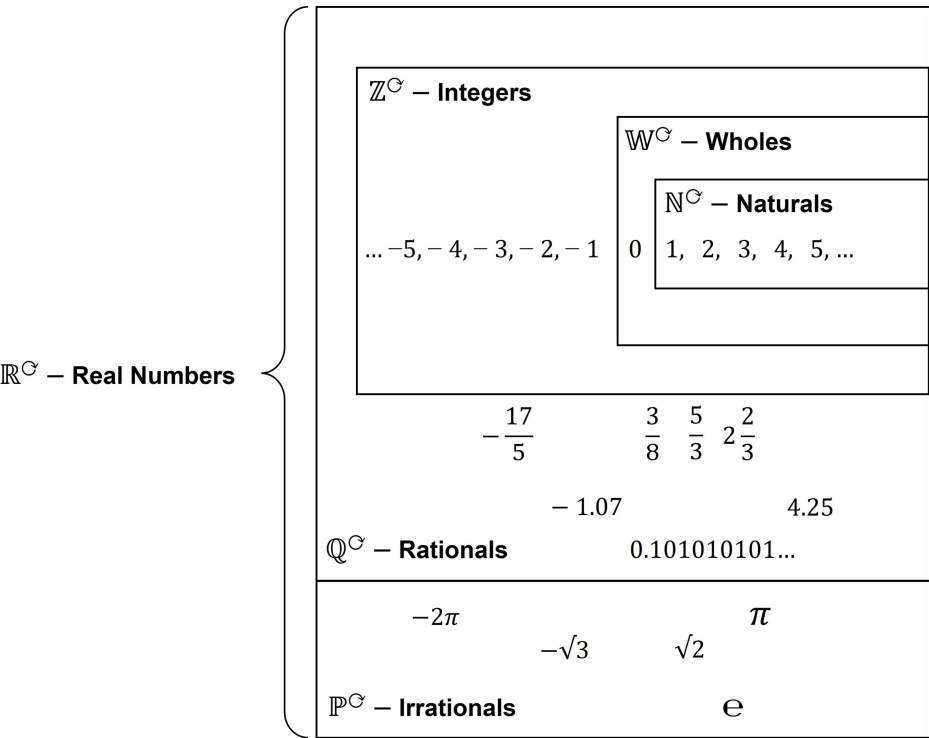 ℤ⟳ – Integers
𝕎⟳ – Wholes
ℕ⟳ – Naturals
... −5, − 4, − 3, − 2, − 1 0 1, 2, 3, 4, 5, ...
ℝ⟳ – Real Numbers
−17/5 3/8 5/3 2 2/3
− 1.07 4.25
ℚ⟳ – Rationals 0.101010101...
−2π π
−√3 √2
ℙ⟳ – Irrationals e